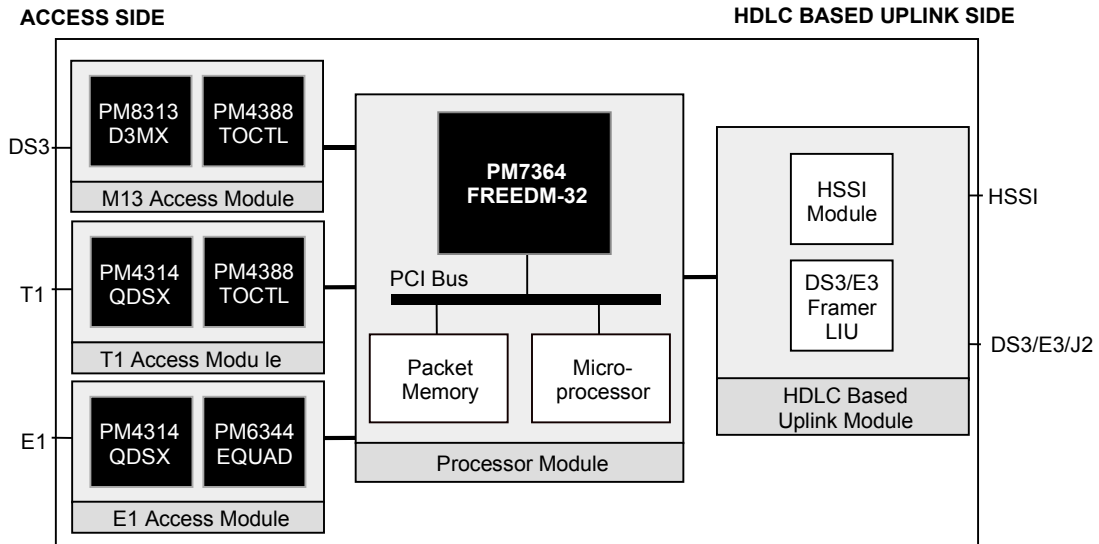 ACCESS SIDE
HDLC BASED UPLINK SIDE
DS3
PM8313
D3MX
PM4388
TOCTL
M13 Access Module
T1
PM4314
QDSX
PM4388
TOCTL
T1 Access Modu le
E1
PM4314
QDSX
PM6344
EQUAD
E1 Access Module
PM7364
FREEDM-32
PCI Bus
Packet
Memory
Micro-
processor
Processor Module
HSSI
Module
DS3/E3
Framer
LIU
HDLC Based
Uplink Module
HSSI
DS3/E3/J2